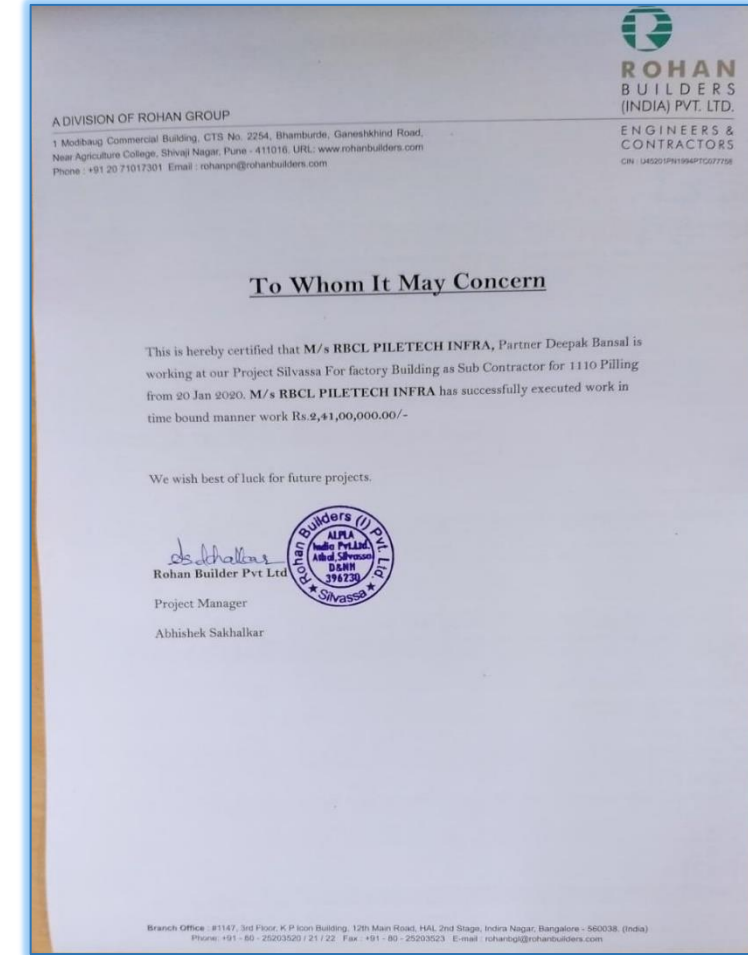 ROHAN
BUILDERS
(INDIA) PVT. LTD.
ENGINEERS &
CONTRACTORS
CIN : U45201PN1994PTC077758
A DIVISION OF ROHAN GROUP
1 Modibaug Commercial Building, CTS No. 2254, Bhamburde, Ganeshkhind Road,
Near Agriculture College, Shivaji Nagar, Pune - 411016. URL: www.rohanbuilders.com
Phone : +91 20 71017301 Email : rohanpn@rohanbuilders.com
To Whom It May Concern
This is hereby certified that M/s RBCL PILETECH INFRA, Partner Deepak Bansal is
working at our Project Silvassa For factory Building as Sub Contractor for 1110 Pilling
from 20 Jan 2020. M/s RBCL PILETECH INFRA has successfully executed work in
time bound manner work Rs.2,41,00,000.00/-
We wish best of luck for future projects.
Rohan Builders (I) Pvt. Ltd.
ALPLA
India Pvt.Ltd.
Athal, Silvassa
D&NH
396230
Silvassa
Rohan Builder Pvt Ltd
Project Manager
Abhishek Sakhalkar
Branch Office : #1147, 3rd Floor, K P Icon Building, 12th Main Road, HAL 2nd Stage, Indira Nagar, Bangalore - 560038. (India)
Phone: +91 - 80 - 25203520 / 21 / 22 Fax : +91 - 80 - 25203523 E-mail : rohanbgl@rohanbuilders.com